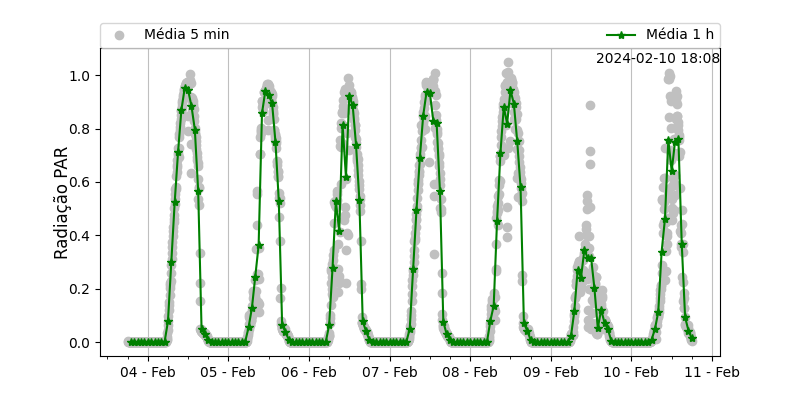 Média 5 min
Média 1 h
2024-02-10 18:08
Radiação PAR
1.0
0.8
0.6
0.4
0.2
0.0
04 - Feb
05 - Feb
06 - Feb
07 - Feb
08 - Feb
09 - Feb
10 - Feb
11 - Feb